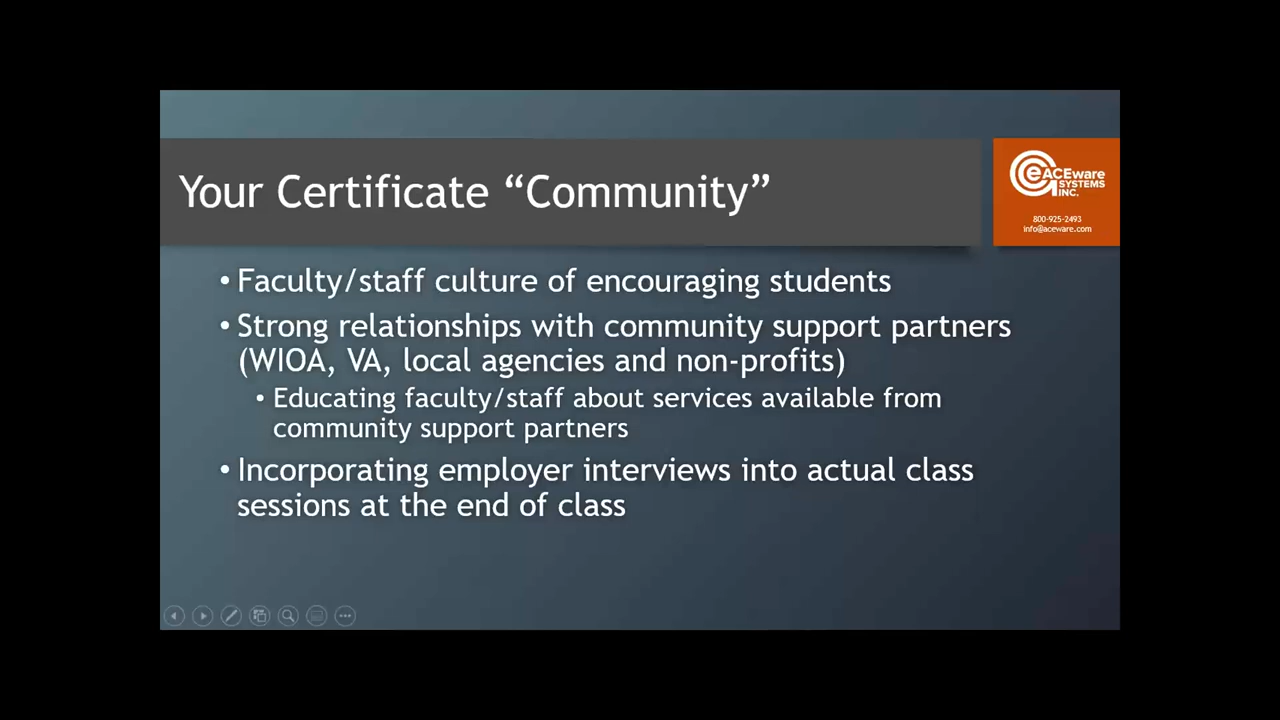 Your Certificate “Community”
eACEware
SYSTEMS
INC.
800-925-2493
info@aceware.com
• Faculty/staff culture of encouraging students
• Strong relationships with community support partners
(WIOA, VA, local agencies and non-profits)
• Educating faculty/staff about services available from
community support partners
• Incorporating employer interviews into actual class
sessions at the end of class